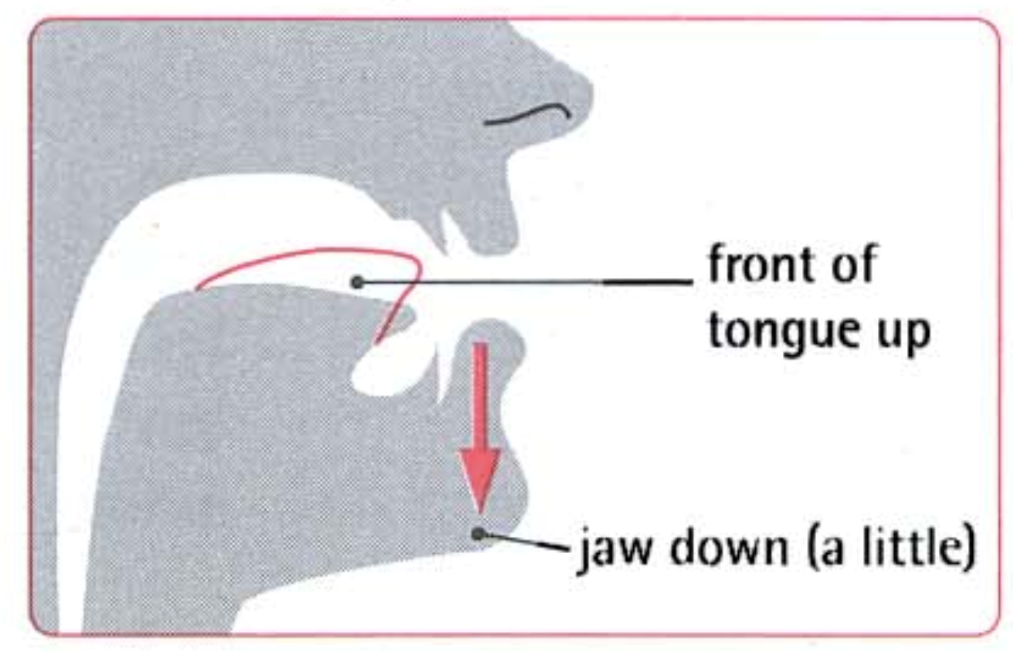 front of
tongue up
jaw down (a little)